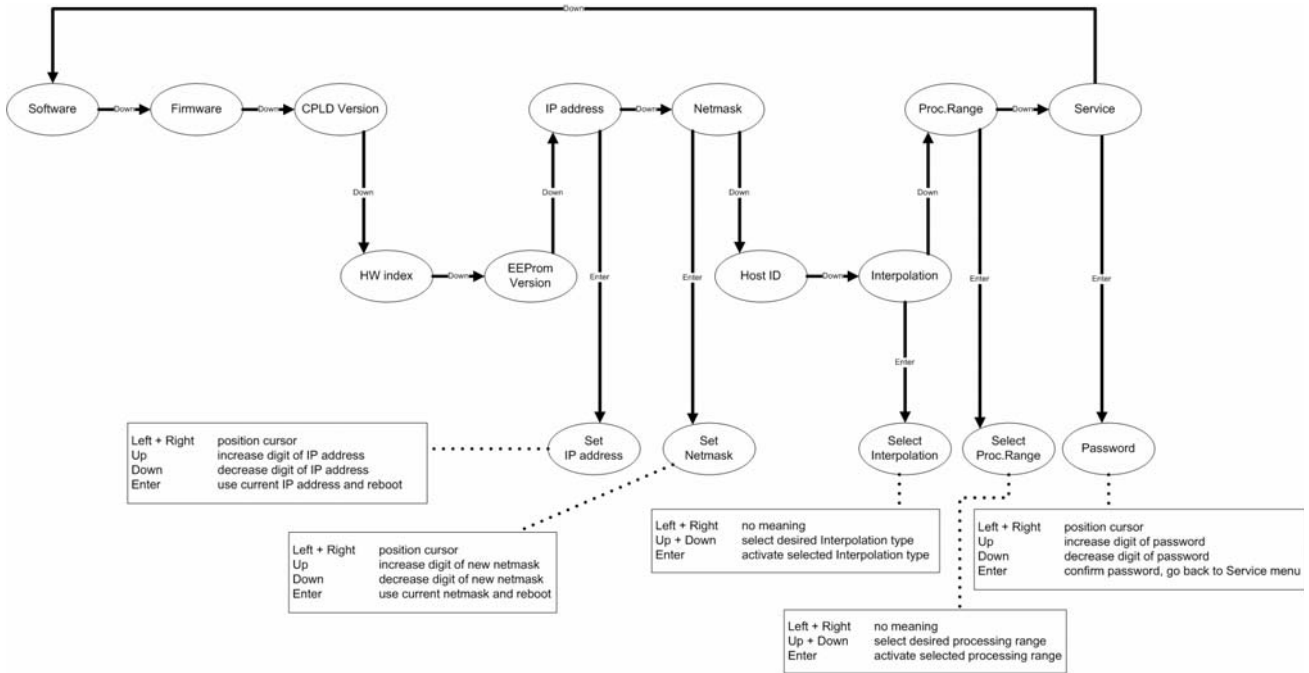 Down
Software
Down
Firmware
Down
CPLD Version
IP address
Down
Netmask
Proc.Range
Down
Service
Down
Down
Down
Down
HW index
Down
EEProm
Version
Enter
Enter
Host ID
Down
Interpolation
Enter
Enter
Enter
Set
IP address
Set
Netmask
Select
Interpolation
Select
Proc.Range
Password
Left + Right position cursor
Up increase digit of IP address
Down decrease digit of IP address
Enter use current IP address and reboot
Left + Right position cursor
Up increase digit of new netmask
Down decrease digit of new netmask
Enter use current netmask and reboot
Left + Right no meaning
Up + Down select desired Interpolation type
Enter activate selected Interpolation type
Left + Right position cursor
Up increase digit of password
Down decrease digit of password
Enter confirm password, go back to Service menu
Left + Right no meaning
Up + Down select desired processing range
Enter activate selected processing range